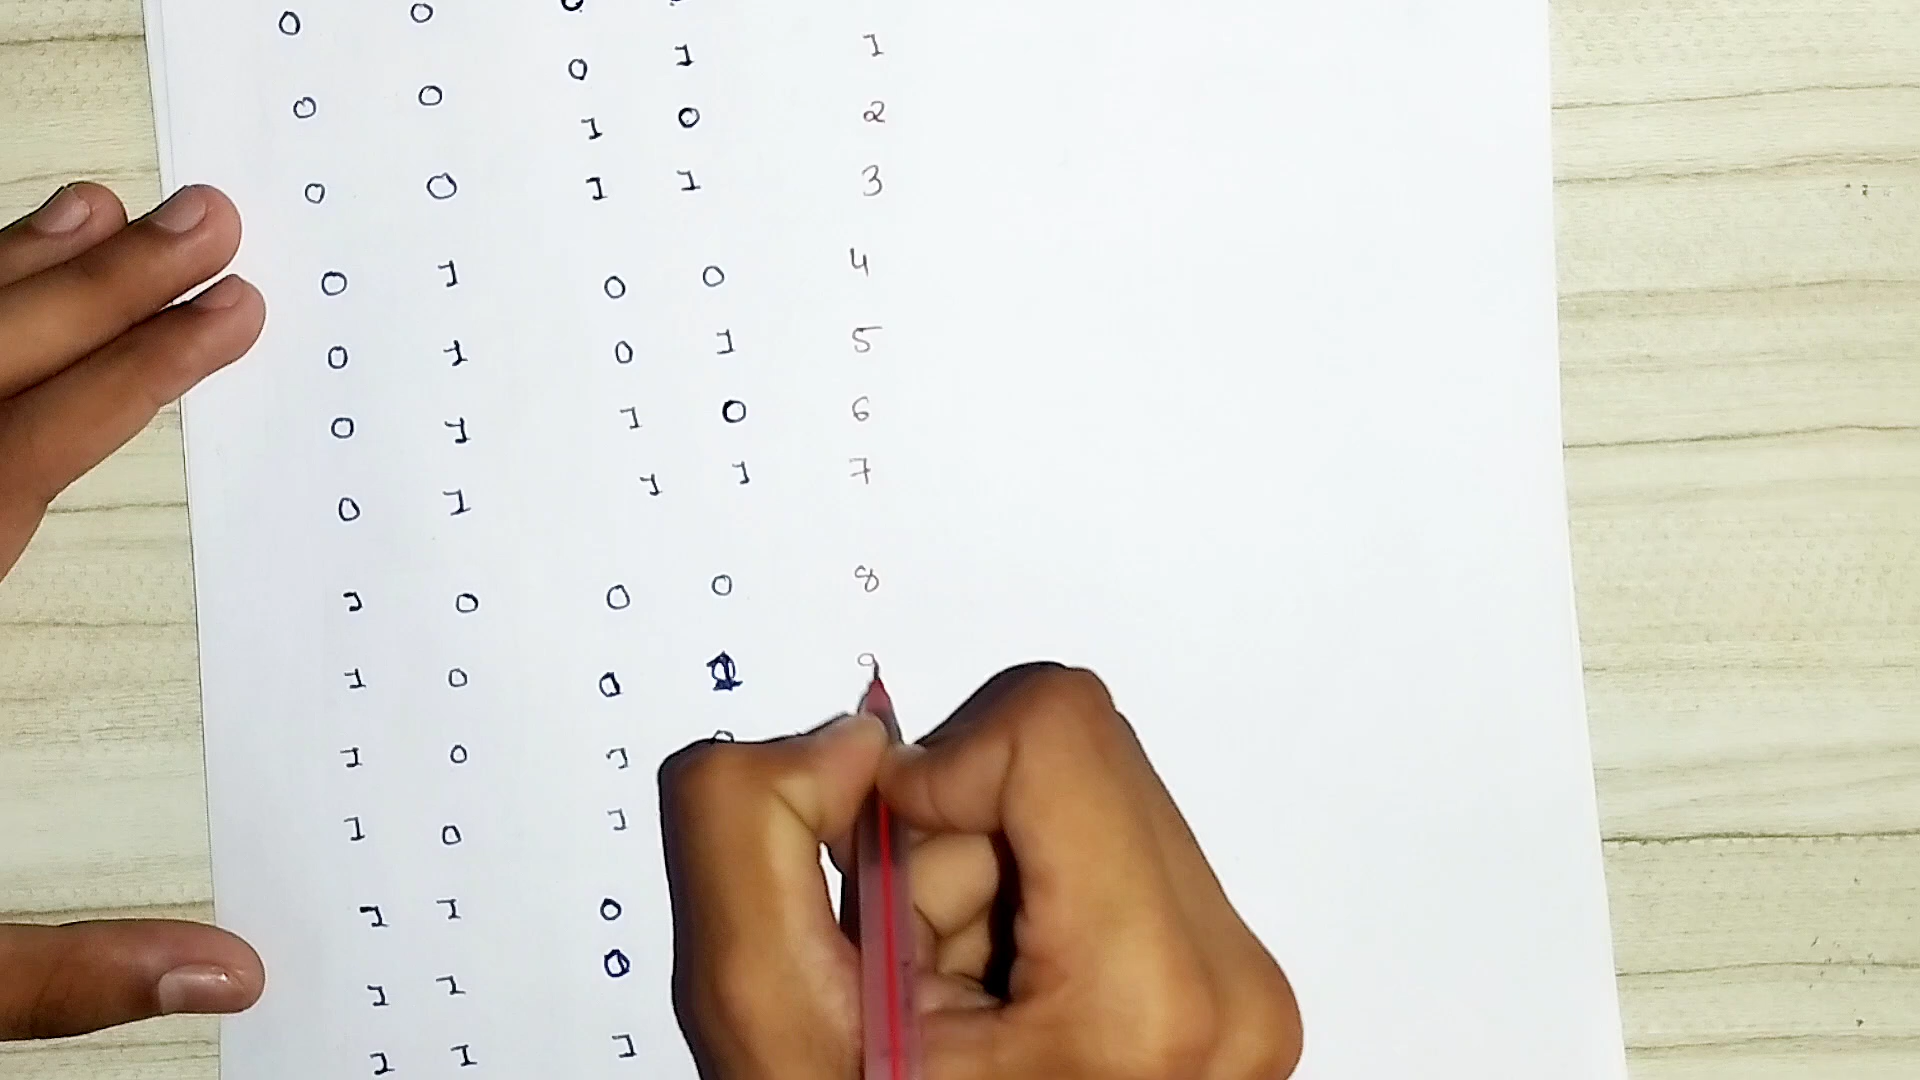 0 0
0 1 1
0 0 1 0 2
0 0 1 1 3
0 1 0 0 4
0 1 0 1 5
0 1 1 0 6
0 1 1 1 7
1 0 0 0 8
1 0 0 1 9
1 0 1
1 0 1
1 1 0
1 1 0
1 1 1